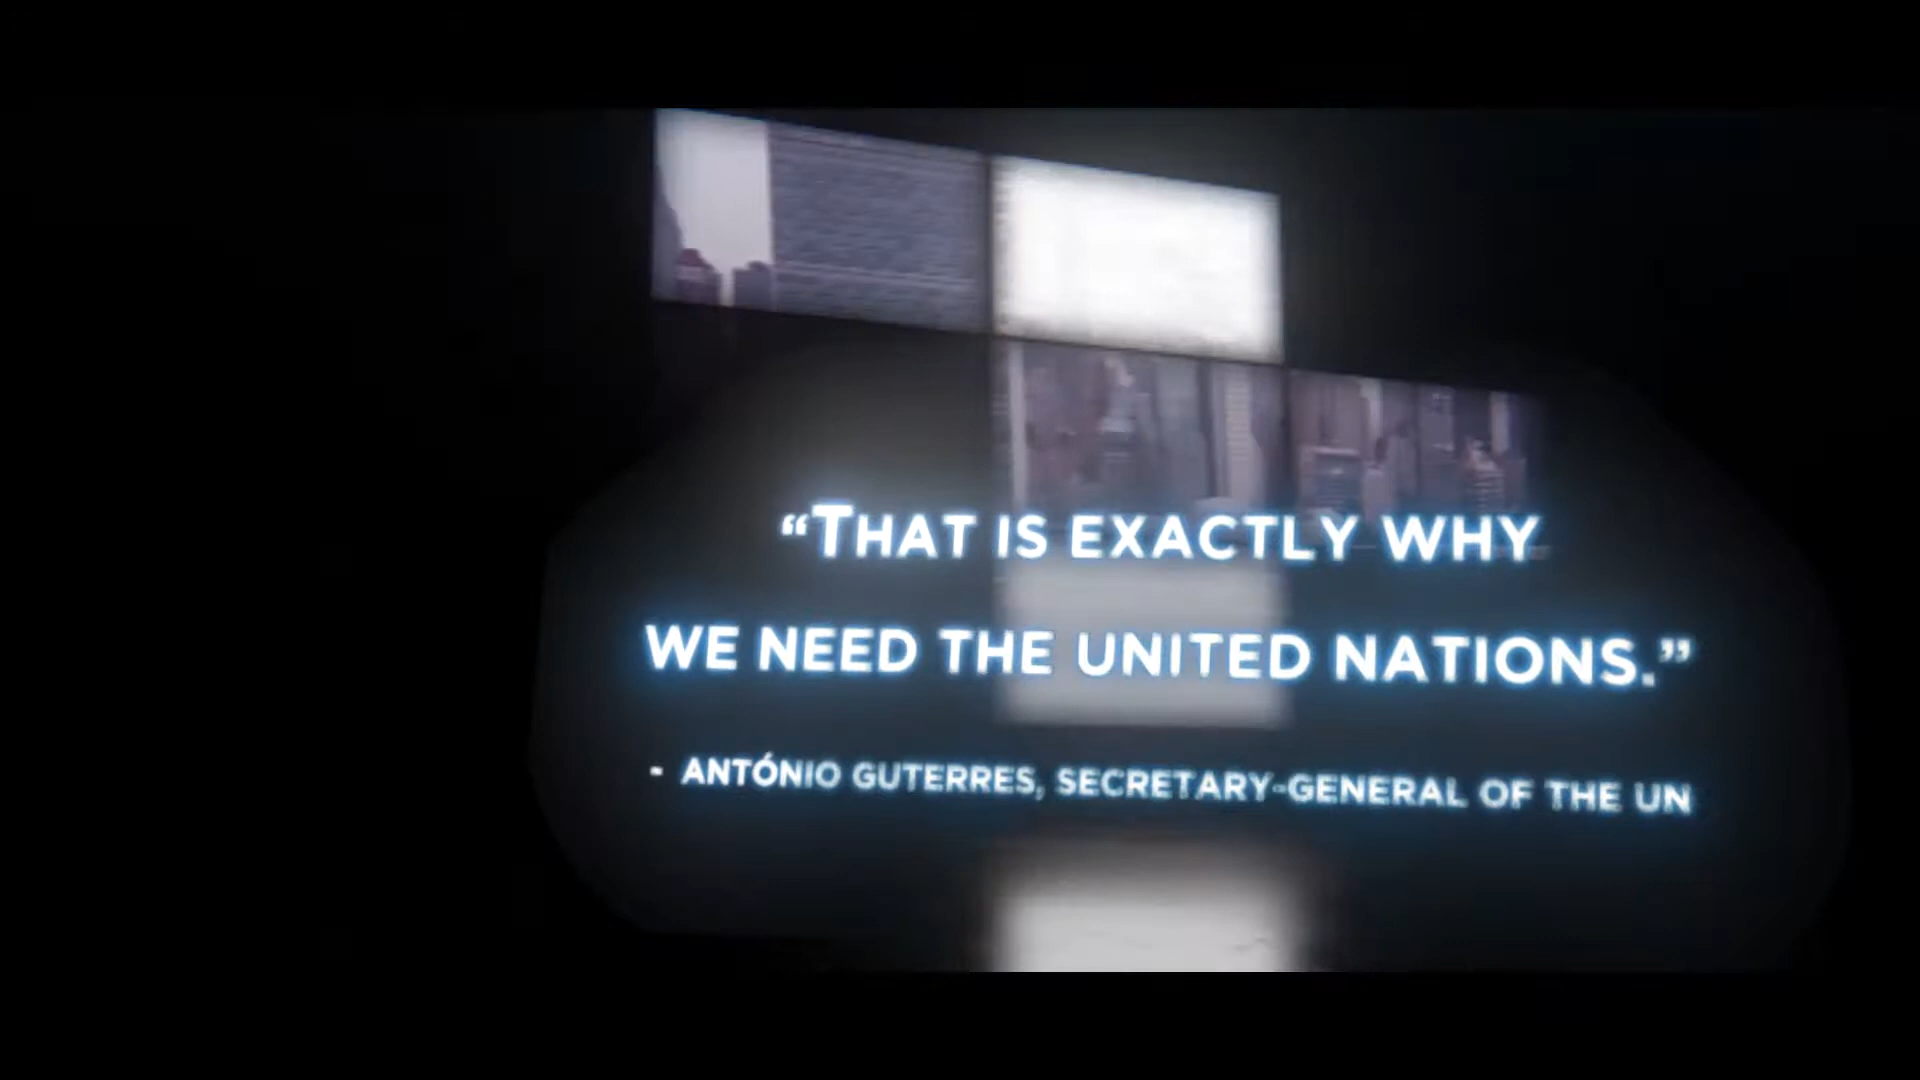 “THAT IS EXACTLY WHY
WE NEED THE UNITED NATIONS.”
- ANTÓNIO GUTERRES, SECRETARY-GENERAL OF THE UN